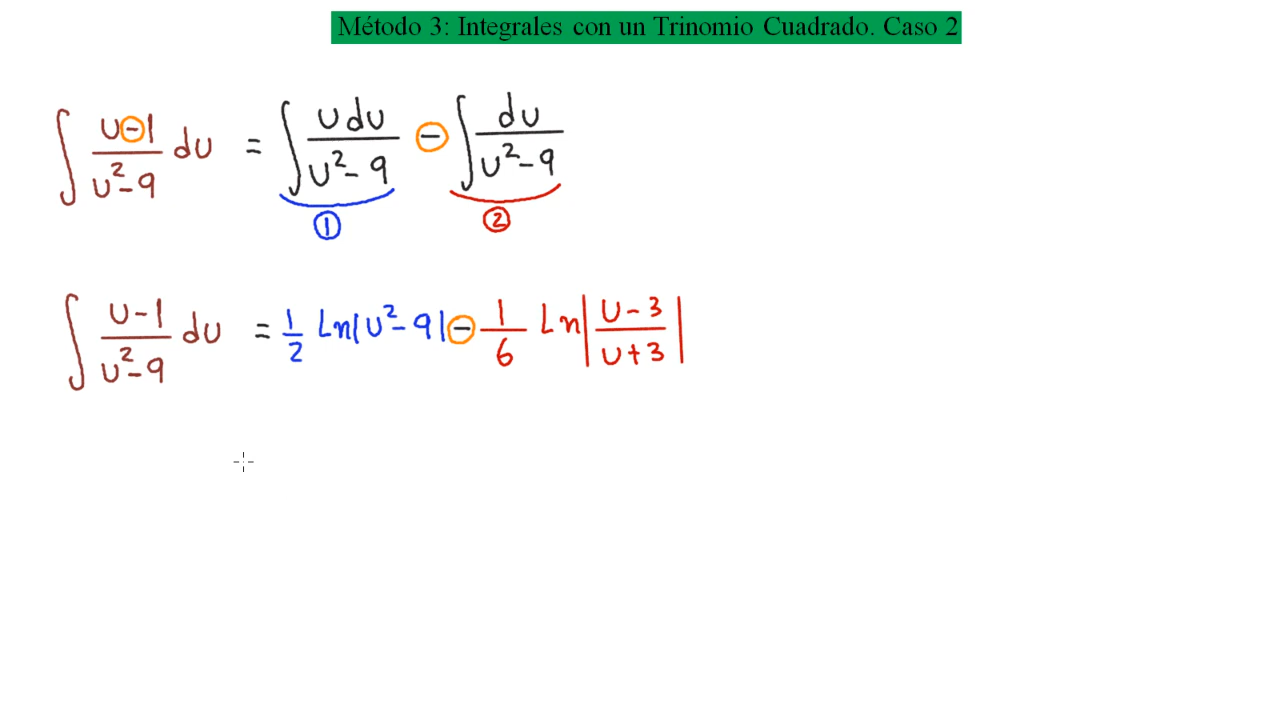 Método 3: Integrales con un Trinomio Cuadrado. Caso 2
∫ (u-1)/(u²-9) du = ∫ (u du)/(u²-9) - ∫ du/(u²-9)
① ②
∫ (u-1)/(u²-9) du = 1/2 Ln|u²-9| - 1/6 Ln|(u-3)/(u+3)|